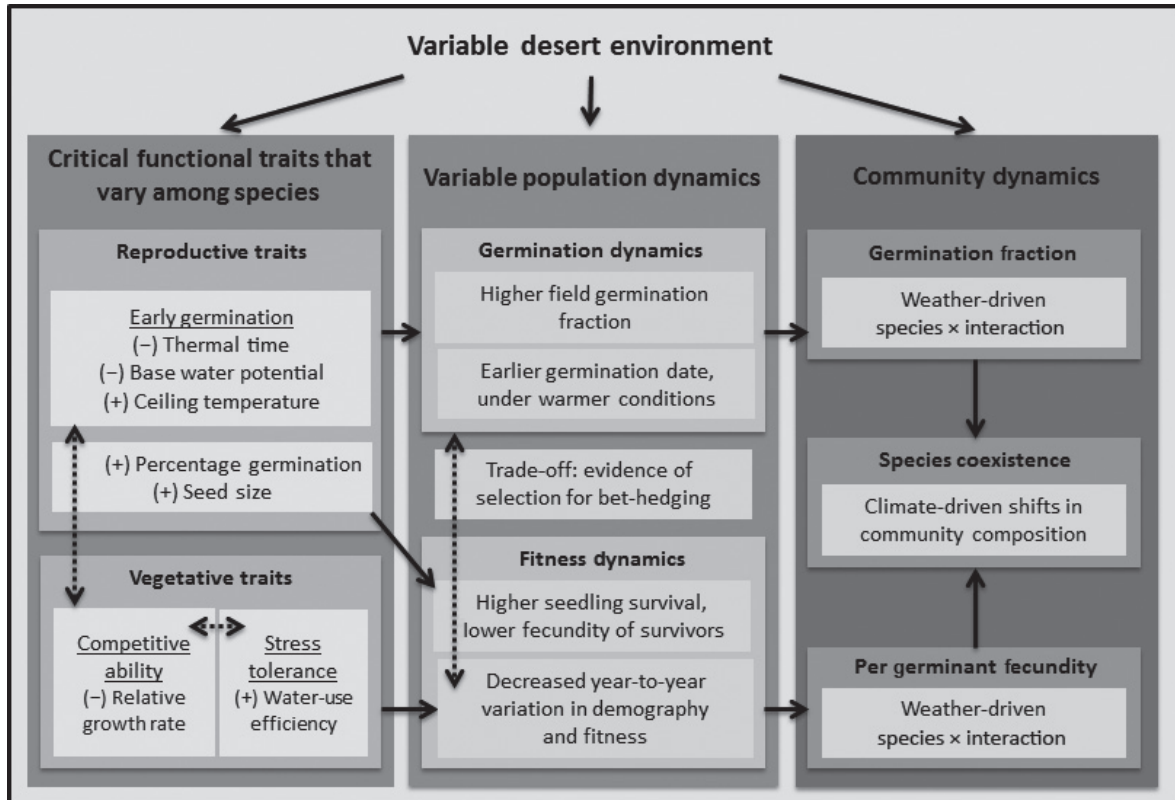 Variable desert environment
Critical functional traits that
vary among species
Reproductive traits
Early germination
(−) Thermal time
(−) Base water potential
(+) Ceiling temperature
(+) Percentage germination
(+) Seed size
Vegetative traits
Competitive
ability
(−) Relative
growth rate
Stress
tolerance
(+) Water-use
efficiency
Variable population dynamics
Germination dynamics
Higher field germination
fraction
Earlier germination date,
under warmer conditions
Trade-off: evidence of
selection for bet-hedging
Fitness dynamics
Higher seedling survival,
lower fecundity of survivors
Decreased year-to-year
variation in demography
and fitness
Community dynamics
Germination fraction
Weather-driven
species × interaction
Species coexistence
Climate-driven shifts in
community composition
Per germinant fecundity
Weather-driven
species × interaction